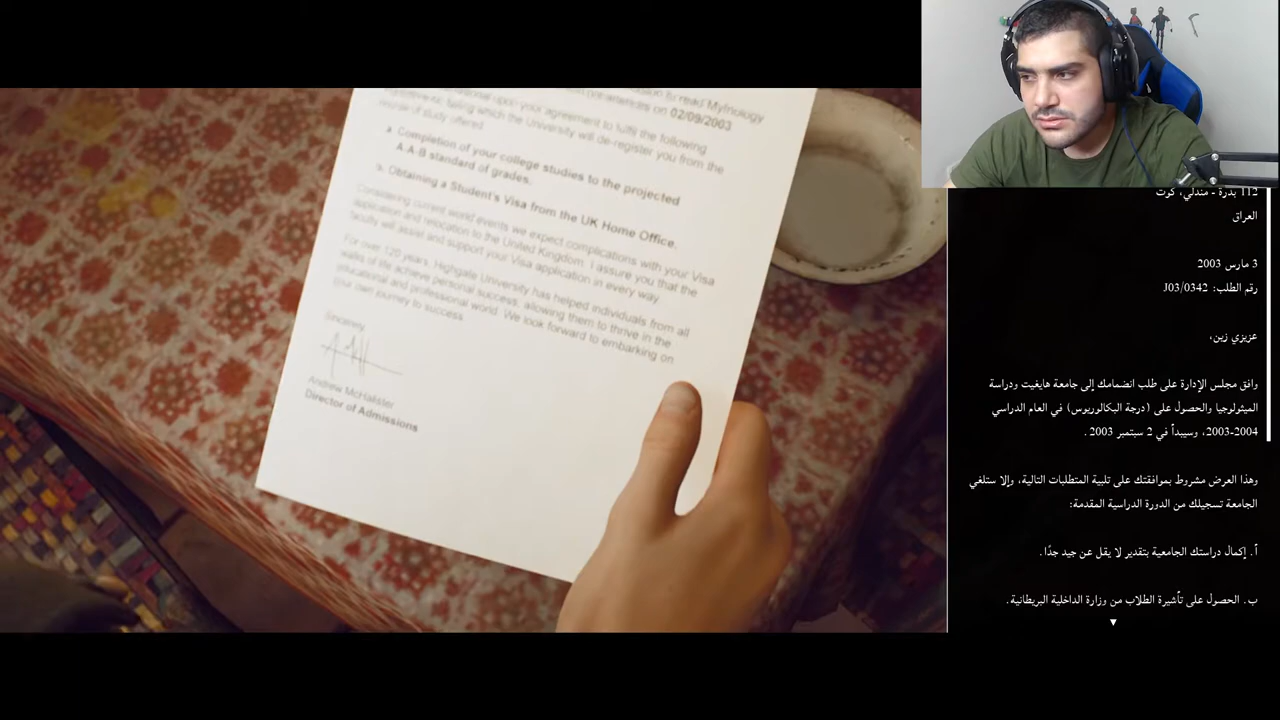 ssion to read Mythology
on 02/09/2003
upon your agreement to fulfil the following
failing which the University will de-register you from the
course of study offered:
a. Completion of your college studies to the projected
A-A-B standard of grades.
b. Obtaining a Student's Visa from the UK Home Office.
Considering current world events we expect complications with your Visa
application and relocation to the United Kingdom. I assure you that the
faculty will assist and support your Visa application in every way.
For over 120 years, Highgate University has helped individuals from all
walks of life achieve personal success, allowing them to thrive in the
educational and professional world. We look forward to embarking on
your own journey to success.
Sincerely
Andrew McHallster
Director of Admissions
112 بدرة - مندلي، كوت
العراق
3 مارس 2003
رقم الطلب: J03/0342
عزيزي زين،
وافق مجلس الإدارة على طلب انضمامك إلى جامعة هايغيت ودراسة
الميثولوجيا والحصول على (درجة البكالوريوس) في العام الدراسي
2003-2004، وسيبدأ في 2 سبتمبر 2003.
وهذا العرض مشروط بموافقتك على تلبية المتطلبات التالية، وإلا ستلغي
الجامعة تسجيلك من الدورة الدراسية المقدمة:
أ. إكمال دراستك الجامعية بتقدير لا يقل عن جيد جدًا.
ب. الحصول على تأشيرة الطلاب من وزارة الداخلية البريطانية.